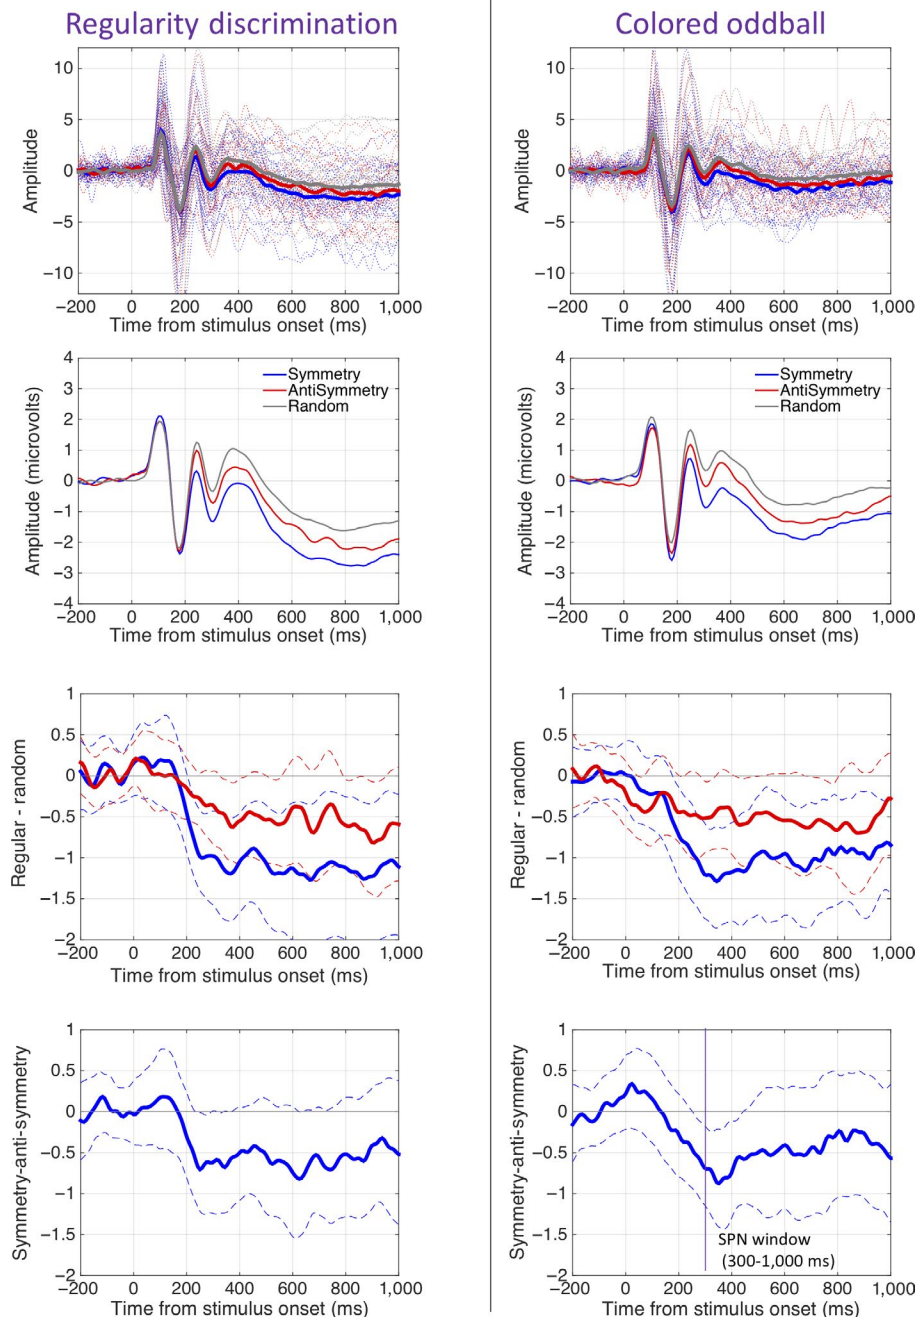 Regularity discrimination
10
5
0
−5
−10
Amplitude
−200 0 200 400 600 800 1,000
Time from stimulus onset (ms)
4
3
2
1
0
−1
−2
−3
−4
Amplitude (microvolts)
Symmetry
AntiSymmetry
Random
−200 0 200 400 600 800 1,000
Time from stimulus onset (ms)
1
0.5
0
−0.5
−1
−1.5
−2
Regular - random
−200 0 200 400 600 800 1,000
Time from stimulus onset (ms)
1
0.5
0
−0.5
−1
−1.5
−2
Symmetry-anti-symmetry
−200 0 200 400 600 800 1,000
Time from stimulus onset (ms)
Colored oddball
10
5
0
−5
−10
Amplitude
−200 0 200 400 600 800 1,000
Time from stimulus onset (ms)
4
3
2
1
0
−1
−2
−3
−4
Amplitude (microvolts)
Symmetry
AntiSymmetry
Random
−200 0 200 400 600 800 1,000
Time from stimulus onset (ms)
1
0.5
0
−0.5
−1
−1.5
−2
Regular - random
−200 0 200 400 600 800 1,000
Time from stimulus onset (ms)
1
0.5
0
−0.5
−1
−1.5
−2
Symmetry-anti-symmetry
SPN window
(300-1,000 ms)
−200 0 200 400 600 800 1,000
Time from stimulus onset (ms)